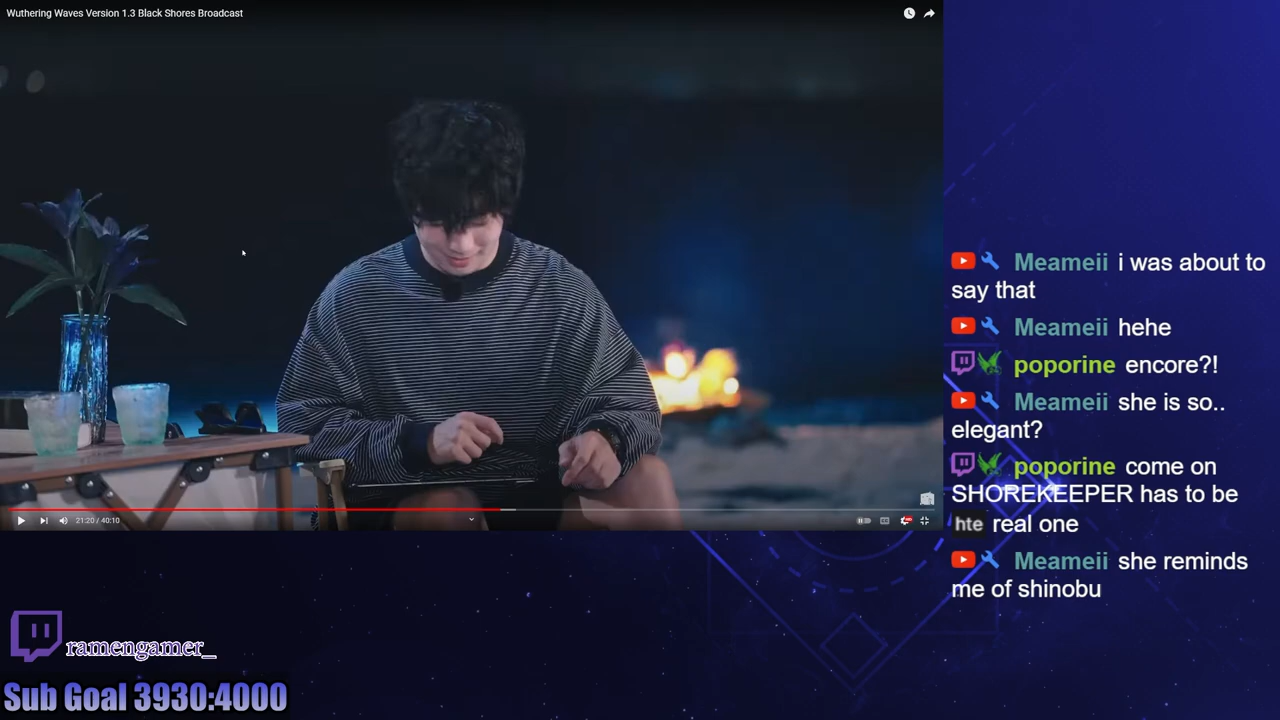 Wuthering Waves Version 1.3 Black Shores Broadcast
21:20 / 40:10
Meameii i was about to
say that
Meameii hehe
poporine encore?!
Meameii she is so..
elegant?
poporine come on
SHOREKEEPER has to be
hte real one
Meameii she reminds
me of shinobu
ramengamer_
Sub Goal 3930:4000